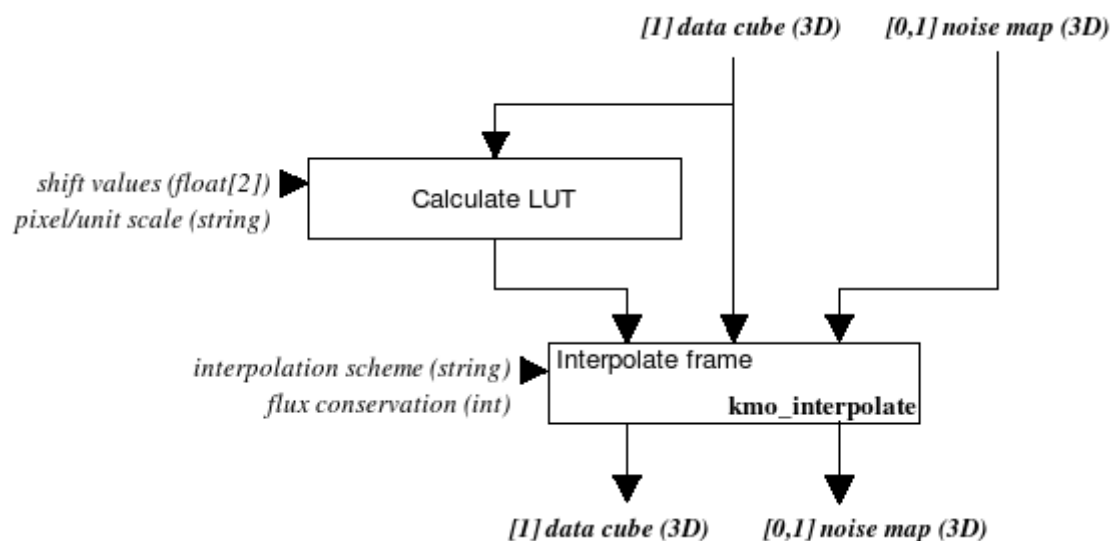 [1] data cube (3D) [0,1] noise map (3D)
shift values (float[2])
Calculate LUT
pixel/unit scale (string)
Interpolate frame
interpolation scheme (string)
flux conservation (int)
kmo_interpolate
[1] data cube (3D) [0,1] noise map (3D)